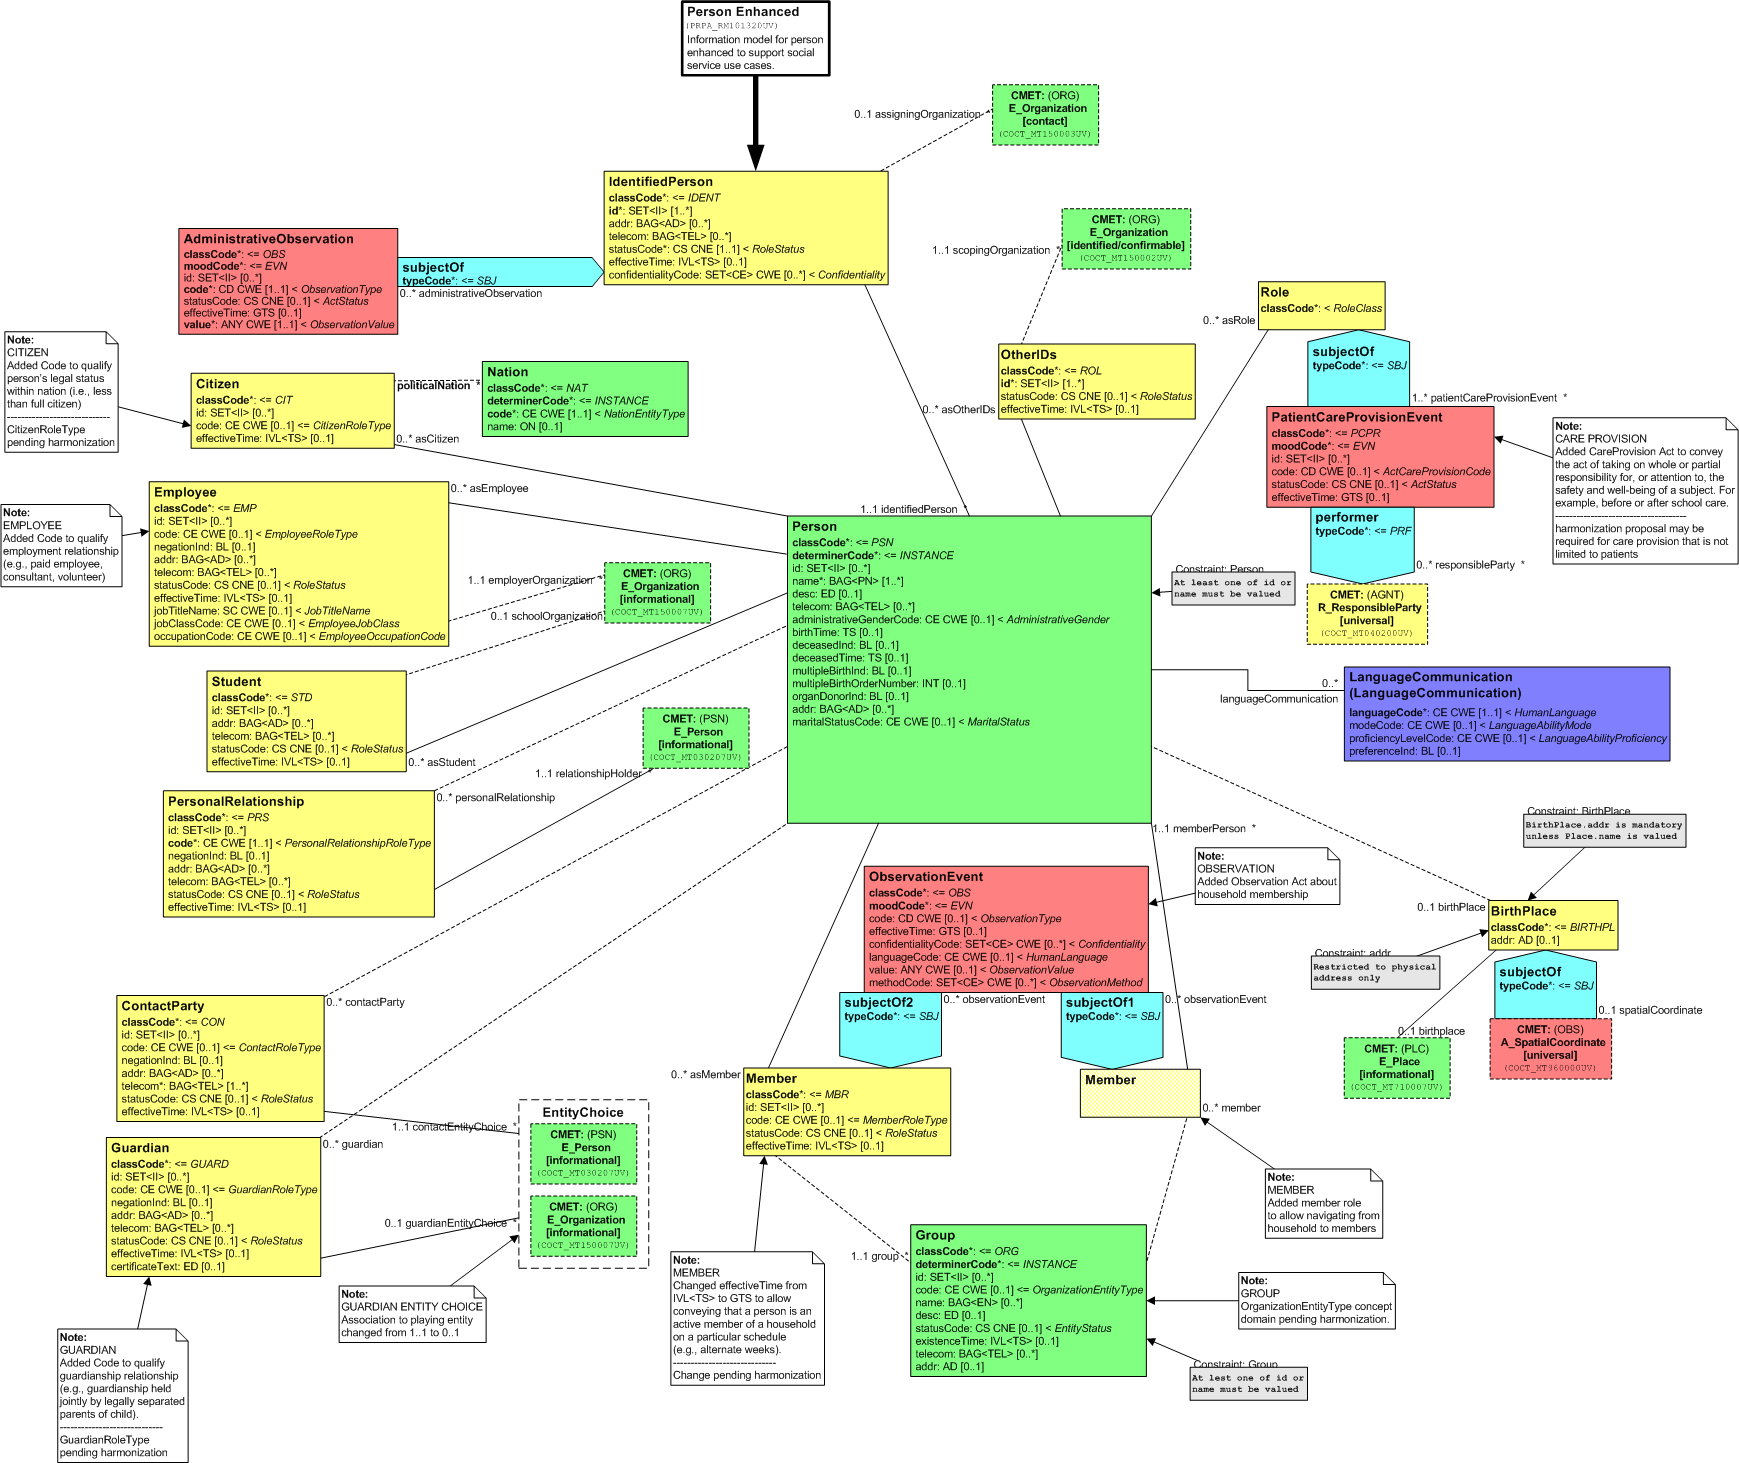 Person Enhanced
(PRPA_RM101320UV)
Information model for person
enhanced to support social
service use cases.
0..1 assigningOrganization *
CMET: (ORG)
E_Organization
[contact]
(COCT_MT150003UV)
IdentifiedPerson
classCode*: <= IDENT
id*: SET<II> [1..*]
addr: BAG<AD> [0..*]
telecom: BAG<TEL> [0..*]
statusCode*: CS CNE [1..1] < RoleStatus
effectiveTime: IVL<TS> [0..1]
confidentialityCode: SET<CE> CWE [0..*] < Confidentiality
1..1 scopingOrganization *
CMET: (ORG)
E_Organization
[identified/confirmable]
(COCT_MT150002UV)
AdministrativeObservation
classCode*: <= OBS
moodCode*: <= EVN
id: SET<II> [0..*]
code*: CD CWE [1..1] < ObservationType
statusCode: CS CNE [0..1] < ActStatus
effectiveTime: GTS [0..1]
value*: ANY CWE [1..1] < ObservationValue
subjectOf
typeCode*: <= SBJ
0..* administrativeObservation
Role
classCode*: < RoleClass
0..* asRole
subjectOf
typeCode*: <= SBJ
1..* patientCareProvisionEvent *
Note:
CITIZEN
Added Code to qualify
person's legal status
within nation (i.e., less
than full citizen)
------------------------------
CitizenRoleType
pending harmonization
Citizen
classCode*: <= CIT
id: SET<II> [0..*]
code: CE CWE [0..1] <= CitizenRoleType
effectiveTime: IVL<TS> [0..1]
politicalNation *
0..* asCitizen
Nation
classCode*: <= NAT
determinerCode*: <= INSTANCE
code*: CE CWE [1..1] < NationEntityType
name: ON [0..1]
OtherIDs
classCode*: <= ROL
id*: SET<II> [1..*]
statusCode: CS CNE [0..1] < RoleStatus
effectiveTime: IVL<TS> [0..1]
0..* asOtherIDs
PatientCareProvisionEvent
classCode*: <= PCPR
moodCode*: <= EVN
id: SET<II> [0..*]
code: CD CWE [0..1] < ActCareProvisionCode
statusCode: CS CNE [0..1] < ActStatus
effectiveTime: GTS [0..1]
Note:
CARE PROVISION
Added CareProvision Act to convey
the act of taking on whole or partial
responsibility for, or attention to, the
safety and well-being of a subject. For
example, before or after school care.
--------------------------------------
harmonization proposal may be
required for care provision that is not
limited to patients
performer
typeCode*: <= PRF
0..* responsibleParty *
CMET: (AGNT)
R_ResponsibleParty
[universal]
(COCT_MT040200UV)
Note:
EMPLOYEE
Added Code to qualify
employment relationship
(e.g., paid employee,
consultant, volunteer)
Employee
classCode*: <= EMP
id: SET<II> [0..*]
code: CE CWE [0..1] < EmployeeRoleType
negationInd: BL [0..1]
addr: BAG<AD> [0..*]
telecom: BAG<TEL> [0..*]
statusCode: CS CNE [0..1] < RoleStatus
effectiveTime: IVL<TS> [0..1]
jobTitleName: SC CWE [0..1] < JobTitleName
jobClassCode: CE CWE [0..1] < EmployeeJobClass
occupationCode: CE CWE [0..1] < EmployeeOccupationCode
0..* asEmployee
1..1 employerOrganization *
0..1 schoolOrganization
CMET: (ORG)
E_Organization
[informational]
(COCT_MT150007UV)
1..1 identifiedPerson *
Person
classCode*: <= PSN
determinerCode*: <= INSTANCE
id: SET<II> [0..*]
name*: BAG<PN> [1..*]
desc: ED [0..1]
telecom: BAG<TEL> [0..*]
administrativeGenderCode: CE CWE [0..1] < AdministrativeGender
birthTime: TS [0..1]
deceasedInd: BL [0..1]
deceasedTime: TS [0..1]
multipleBirthInd: BL [0..1]
multipleBirthOrderNumber: INT [0..1]
organDonorInd: BL [0..1]
addr: BAG<AD> [0..*]
maritalStatusCode: CE CWE [0..1] < MaritalStatus
Constraint: Person
At least one of id or
name must be valued
0..*
languageCommunication
LanguageCommunication
(LanguageCommunication)
languageCode*: CE CWE [1..1] < HumanLanguage
modeCode: CE CWE [0..1] < LanguageAbilityMode
proficiencyLevelCode: CE CWE [0..1] < LanguageAbilityProficiency
preferenceInd: BL [0..1]
Student
classCode*: <= STD
id: SET<II> [0..*]
addr: BAG<AD> [0..*]
telecom: BAG<TEL> [0..*]
statusCode: CS CNE [0..1] < RoleStatus
effectiveTime: IVL<TS> [0..1]
0..* asStudent
CMET: (PSN)
E_Person
[informational]
(COCT_MT030207UV)
1..1 relationshipHolder
PersonalRelationship
classCode*: <= PRS
id: SET<II> [0..*]
code*: CE CWE [1..1] < PersonalRelationshipRoleType
negationInd: BL [0..1]
addr: BAG<AD> [0..*]
telecom: BAG<TEL> [0..*]
statusCode: CS CNE [0..1] < RoleStatus
effectiveTime: IVL<TS> [0..1]
0..* personalRelationship
1..1 memberPerson *
Constraint: BirthPlace
BirthPlace.addr is mandatory
unless Place.name is valued
0..1 birthPlace
BirthPlace
classCode*: <= BIRTHPL
addr: AD [0..1]
Constraint: addr
Restricted to physical
address only
subjectOf
typeCode*: <= SBJ
0..1 spatialCoordinate
CMET: (OBS)
A_SpatialCoordinate
[universal]
(COCT_MT960000UV)
0..1 birthplace
CMET: (PLC)
E_Place
[informational]
(COCT_MT710007UV)
ObservationEvent
classCode*: <= OBS
moodCode*: <= EVN
code: CD CWE [0..1] < ObservationType
effectiveTime: GTS [0..1]
confidentialityCode: SET<CE> CWE [0..*] < Confidentiality
languageCode: CE CWE [0..1] < HumanLanguage
value: ANY CWE [0..1] < ObservationValue
methodCode: SET<CE> CWE [0..*] < ObservationMethod
Note:
OBSERVATION
Added Observation Act about
household membership
subjectOf2
typeCode*: <= SBJ
0..* observationEvent
subjectOf1
typeCode*: <= SBJ
0..* observationEvent
ContactParty
classCode*: <= CON
id: SET<II> [0..*]
code: CE CWE [0..1] <= ContactRoleType
negationInd: BL [0..1]
addr: BAG<AD> [0..*]
telecom*: BAG<TEL> [1..*]
statusCode: CS CNE [0..1] < RoleStatus
effectiveTime: IVL<TS> [0..1]
0..* contactParty
1..1 contactEntityChoice *
0..* asMember
Member
classCode*: <= MBR
id: SET<II> [0..*]
code: CE CWE [0..1] <= MemberRoleType
statusCode: CS CNE [0..1] < RoleStatus
effectiveTime: IVL<TS> [0..1]
Member
0..* member
Note:
MEMBER
Added member role
to allow navigating from
household to members
EntityChoice
CMET: (PSN)
E_Person
[informational]
(COCT_MT030207UV)
CMET: (ORG)
E_Organization
[informational]
(COCT_MT150007UV)
Guardian
classCode*: <= GUARD
id: SET<II> [0..*]
code: CE CWE [0..1] <= GuardianRoleType
negationInd: BL [0..1]
addr: BAG<AD> [0..*]
telecom: BAG<TEL> [0..*]
statusCode: CS CNE [0..1] < RoleStatus
effectiveTime: IVL<TS> [0..1]
certificateText: ED [0..1]
0..* guardian
0..1 guardianEntityChoice *
Note:
GUARDIAN ENTITY CHOICE
Association to playing entity
changed from 1..1 to 0..1
Note:
GUARDIAN
Added Code to qualify
guardianship relationship
(e.g., guardianship held
jointly by legally separated
parents of child).
------------------------------
GuardianRoleType
pending harmonization
Note:
MEMBER
Changed effectiveTime from
IVL<TS> to GTS to allow
conveying that a person is an
active member of a household
on a particular schedule
(e.g., alternate weeks).
------------------------------
Change pending harmonization
1..1 group *
Group
classCode*: <= ORG
determinerCode*: <= INSTANCE
id: SET<II> [0..*]
code: CE CWE [0..1] <= OrganizationEntityType
name: BAG<EN> [0..*]
desc: ED [0..1]
statusCode: CS CNE [0..1] < EntityStatus
existenceTime: IVL<TS> [0..1]
telecom: BAG<TEL> [0..*]
addr: AD [0..1]
Note:
GROUP
OrganizationEntityType concept
domain pending harmonization.
Constraint: Group
At lest one of id or
name must be valued